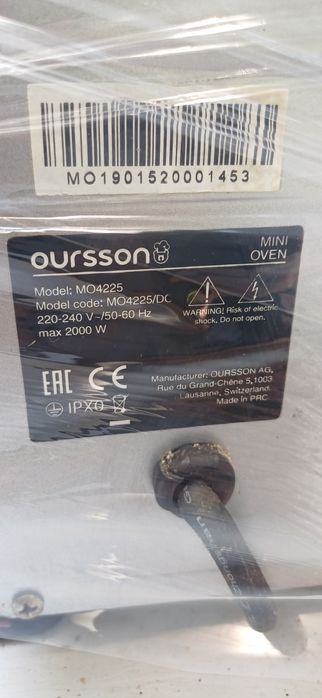 MO1901520001453
oursson
MINI
OVEN
Model: MO4225
Model code: MO4225/DC
220-240 V~/50-60 Hz
max 2000 W
WARNING! Risk of electric
shock. Do not open.
EAC CE
IPX0
Manufacturer: OURSSON AG,
Rue du Grand-Chêne 5,1003
Lausanne, Switzerland.
Made in PRC